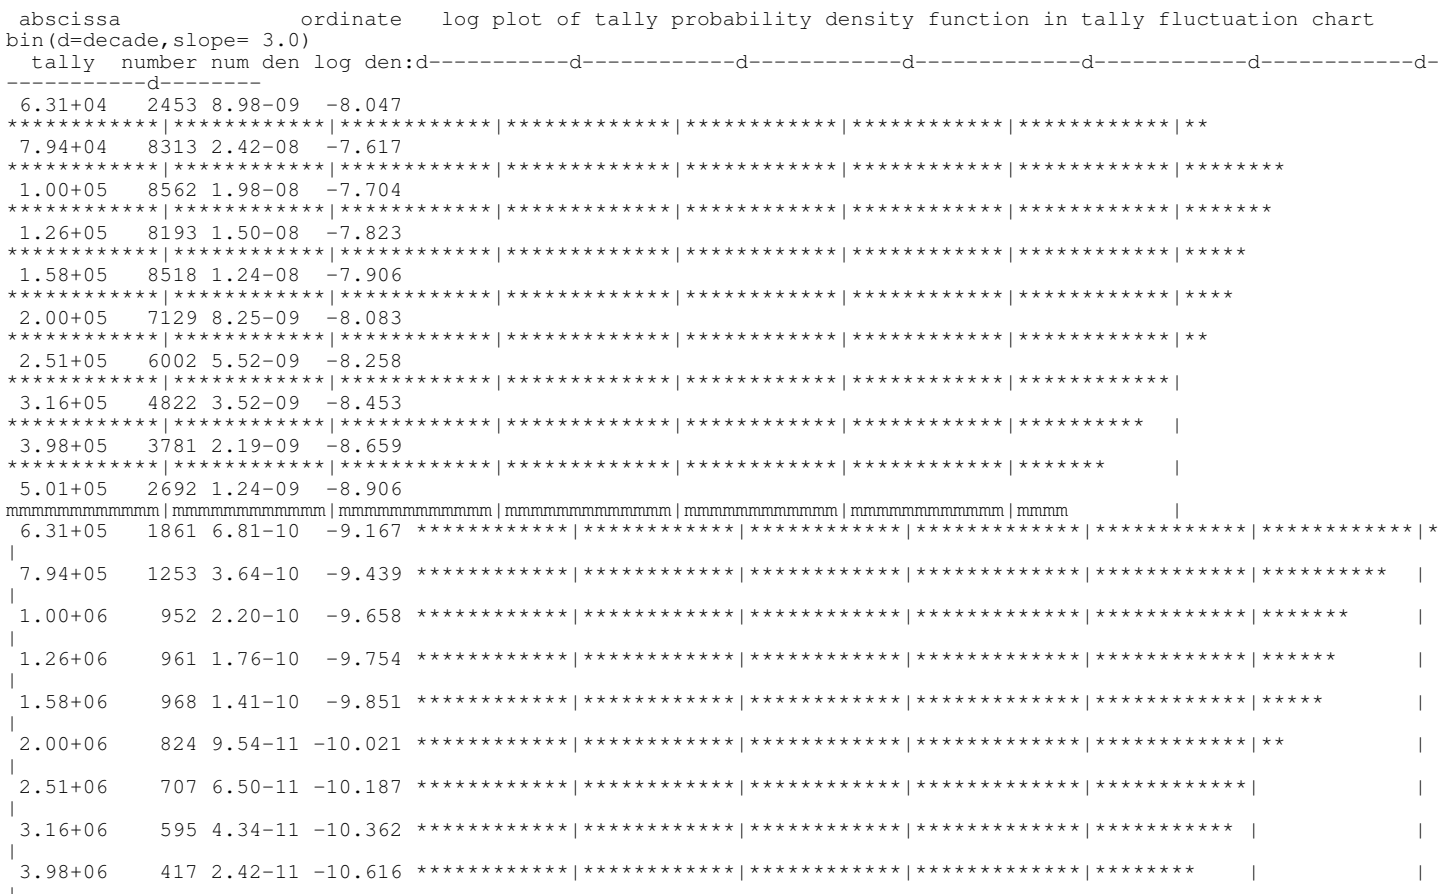 abscissa              ordinate   log plot of tally probability density function in tally fluctuation chart
bin(d=decade,slope= 3.0)
  tally  number num den log den:d-----------d------------d------------d-------------d------------d------------d-
-----------d--------
 6.31+04   2453 8.98-09  -8.047
************|************|************|*************|************|************|************|**
 7.94+04   8313 2.42-08  -7.617
************|************|************|*************|************|************|************|********
 1.00+05   8562 1.98-08  -7.704
************|************|************|*************|************|************|************|*******
 1.26+05   8193 1.50-08  -7.823
************|************|************|*************|************|************|************|*****
 1.58+05   8518 1.24-08  -7.906
************|************|************|*************|************|************|************|****
 2.00+05   7129 8.25-09  -8.083
************|************|************|*************|************|************|************|**
 2.51+05   6002 5.52-09  -8.258
************|************|************|*************|************|************|************|
 3.16+05   4822 3.52-09  -8.453
************|************|************|*************|************|************|**********  |
 3.98+05   3781 2.19-09  -8.659
************|************|************|*************|************|************|*******     |
 5.01+05   2692 1.24-09  -8.906
mmmmmmmmmmmm|mmmmmmmmmmmm|mmmmmmmmmmmm|mmmmmmmmmmmmm|mmmmmmmmmmmm|mmmmmmmmmmmm|mmmm        |
 6.31+05   1861 6.81-10  -9.167 ************|************|************|*************|************|************|*
|
 7.94+05   1253 3.64-10  -9.439 ************|************|************|*************|************|**********  |
|
 1.00+06    952 2.20-10  -9.658 ************|************|************|*************|************|*******     |
|
 1.26+06    961 1.76-10  -9.754 ************|************|************|*************|************|******      |
|
 1.58+06    968 1.41-10  -9.851 ************|************|************|*************|************|*****       |
|
 2.00+06    824 9.54-11 -10.021 ************|************|************|*************|************|**          |
|
 2.51+06    707 6.50-11 -10.187 ************|************|************|*************|************|            |
|
 3.16+06    595 4.34-11 -10.362 ************|************|************|*************|*********** |            |
|
 3.98+06    417 2.42-11 -10.616 ************|************|************|*************|********    |            |
|